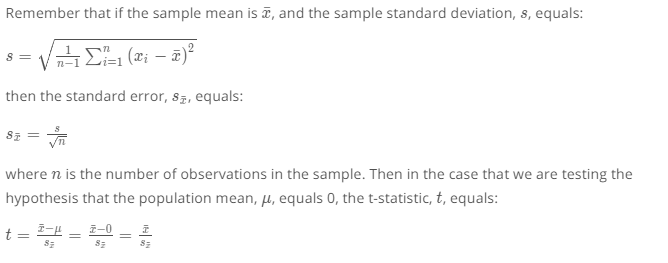 Remember that if the sample mean is x̄, and the sample standard deviation, s, equals:
s = √(1/(n−1) ∑ᵢ₌₁ⁿ (xᵢ − x̄)²)
then the standard error, s_x̄, equals:
s_x̄ = s/√n
where n is the number of observations in the sample. Then in the case that we are testing the
hypothesis that the population mean, μ, equals 0, the t-statistic, t, equals:
t = (x̄−μ)/s_x̄ = (x̄−0)/s_x̄ = x̄/s_x̄